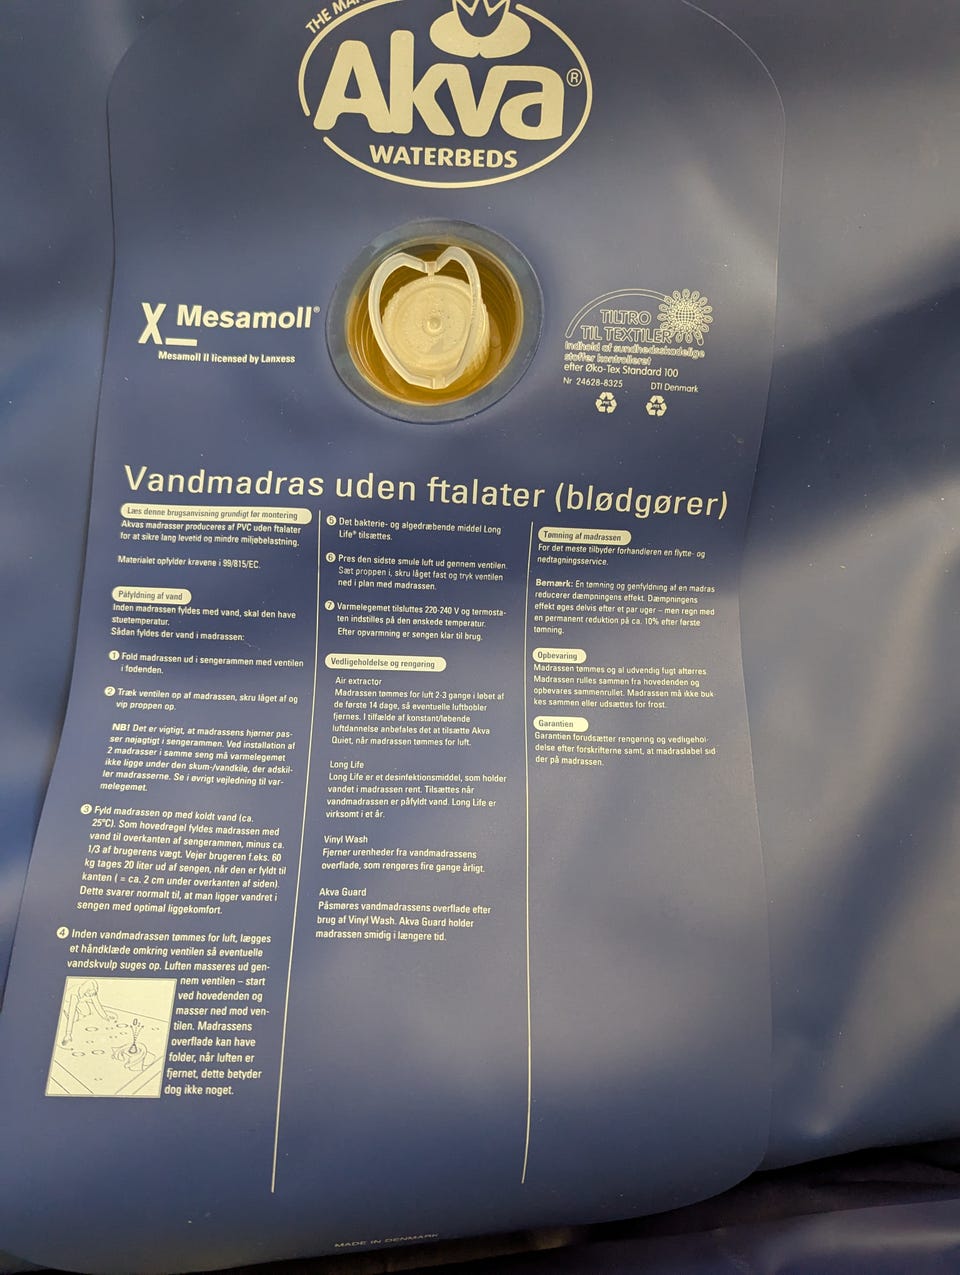 THE MA
Akva®
WATERBEDS
X Mesamoll®
Mesamoll II licensed by Lanxess
TILTRO
TIL TEXTILER
Indhold af sundhedsskadelige
stoffer kontrolleret
efter Øko-Tex Standard 100
Nr 24628-8325 DTI Denmark
Vandmadras uden ftalater (blødgører)
Læs denne brugsanvisning grundigt før montering
Akvas madrasser produceres af PVC uden ftalater
for at sikre lang levetid og mindre miljøbelastning.
Materialet opfylder kravene i 99/815/EC.
Påfyldning af vand
Inden madrassen fyldes med vand, skal den have
stuetemperatur.
Sådan fyldes der vand i madrassen:
1 Fold madrassen ud i sengerammen med ventilen
i fodenden.
2 Træk ventilen op af madrassen, skru låget af og
vip proppen op.
NB! Det er vigtigt, at madrassens hjørner pas-
ser nøjagtigt i sengerammen. Ved installation af
2 madrasser i samme seng må varmelegemet
ikke ligge under den skum-/vandkile, der adskil-
ler madrasserne. Se i øvrigt vejledning til var-
melegemet.
3 Fyld madrassen op med koldt vand (ca.
25°C). Som hovedregel fyldes madrassen med
vand til overkanten af sengerammen, minus ca.
1/3 af brugerens vægt. Vejer brugeren f.eks. 60
kg tages 20 liter ud af sengen, når den er fyldt til
kanten ( = ca. 2 cm under overkanten af siden).
Dette svarer normalt til, at man ligger vandret i
sengen med optimal liggekomfort.
4 Inden vandmadrassen tømmes for luft, lægges
et håndklæde omkring ventilen så eventuelle
vandskvulp suges op. Luften masseres ud gen-
nem ventilen – start
ved hovedenden og
masser ned mod ven-
tilen. Madrassens
overflade kan have
folder, når luften er
fjernet, dette betyder
dog ikke noget.
5 Det bakterie- og algedræbende middel Long
Life® tilsættes.
6 Pres den sidste smule luft ud gennem ventilen.
Sæt proppen i, skru låget fast og tryk ventilen
ned i plan med madrassen.
7 Varmelegemet tilsluttes 220-240 V og termosta-
ten indstilles på den ønskede temperatur.
Efter opvarmning er sengen klar til brug.
Vedligeholdelse og rengøring
Air extractor
Madrassen tømmes for luft 2-3 gange i løbet af
de første 14 dage, så eventuelle luftbobler
fjernes. I tilfælde af konstant/løbende
luftdannelse anbefales det at tilsætte Akva
Quiet, når madrassen tømmes for luft.
Long Life
Long Life er et desinfektionsmiddel, som holder
vandet i madrassen rent. Tilsættes når
vandmadrassen er påfyldt vand. Long Life er
virksomt i et år.
Vinyl Wash
Fjerner urenheder fra vandmadrassens
overflade, som rengøres fire gange årligt.
Akva Guard
Påsmøres vandmadrassens overflade efter
brug af Vinyl Wash. Akva Guard holder
madrassen smidig i længere tid.
Tømning af madrassen
For det meste tilbyder forhandleren en flytte- og
nedtagningsservice.
Bemærk: En tømning og genfyldning af en madras
reducerer dæmpningens effekt. Dæmpningens
effekt øges delvis efter et par uger – men regn med
en permanent reduktion på ca. 10% efter første
tømning.
Opbevaring
Madrassen tømmes og al udvendig fugt aftørres.
Madrassen rulles sammen fra hovedenden og
opbevares sammenrullet. Madrassen må ikke buk-
kes sammen eller udsættes for frost.
Garantien
Garantien forudsætter rengøring og vedligehol-
delse efter forskrifterne samt, at madraslabel sid-
der på madrassen.
MADE IN DENMARK